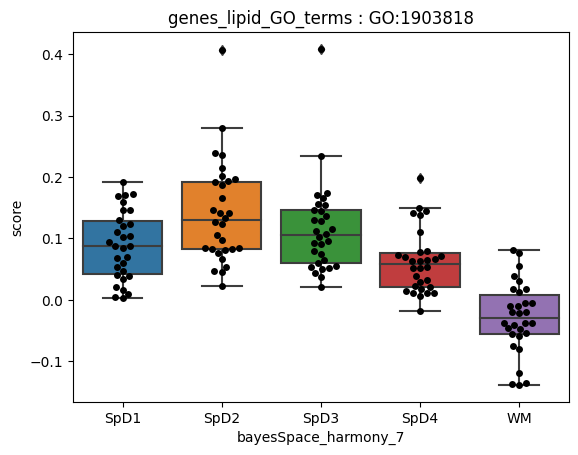 genes_lipid_GO_terms : GO:1903818
0.4
0.3
0.2
0.1
0.0
−0.1
score
SpD1 SpD2 SpD3 SpD4 WM
bayesSpace_harmony_7